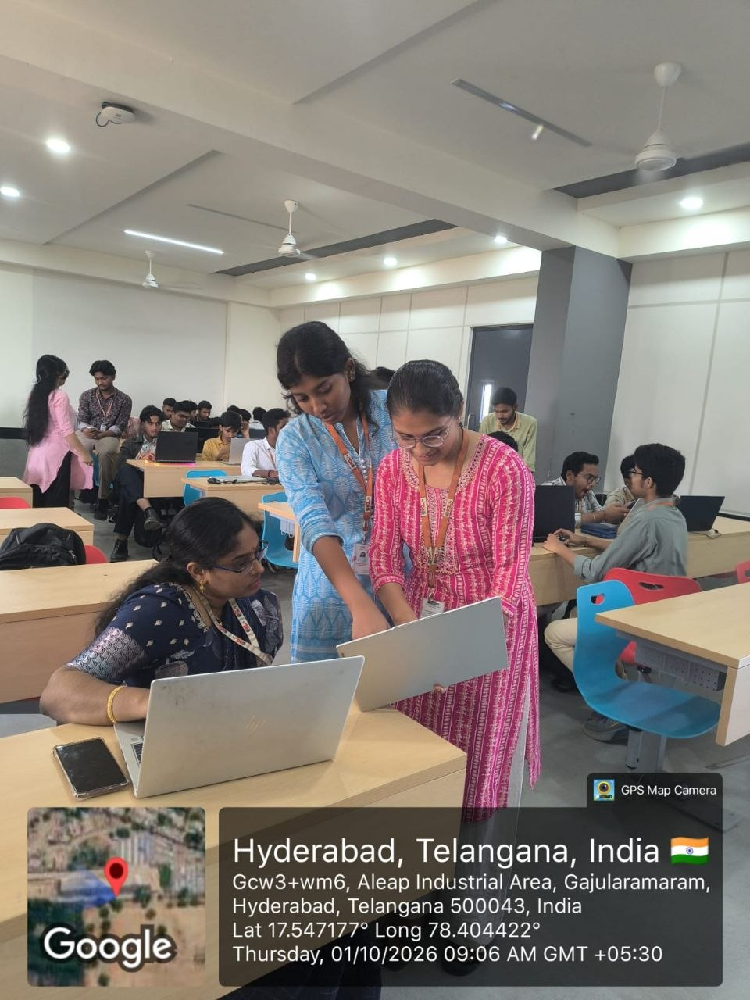 GPS Map Camera
Hyderabad, Telangana, India
Gcw3+wm6, Aleap Industrial Area, Gajularamaram,
Hyderabad, Telangana 500043, India
Lat 17.547177° Long 78.404422°
Thursday, 01/10/2026 09:06 AM GMT +05:30
Google
hp